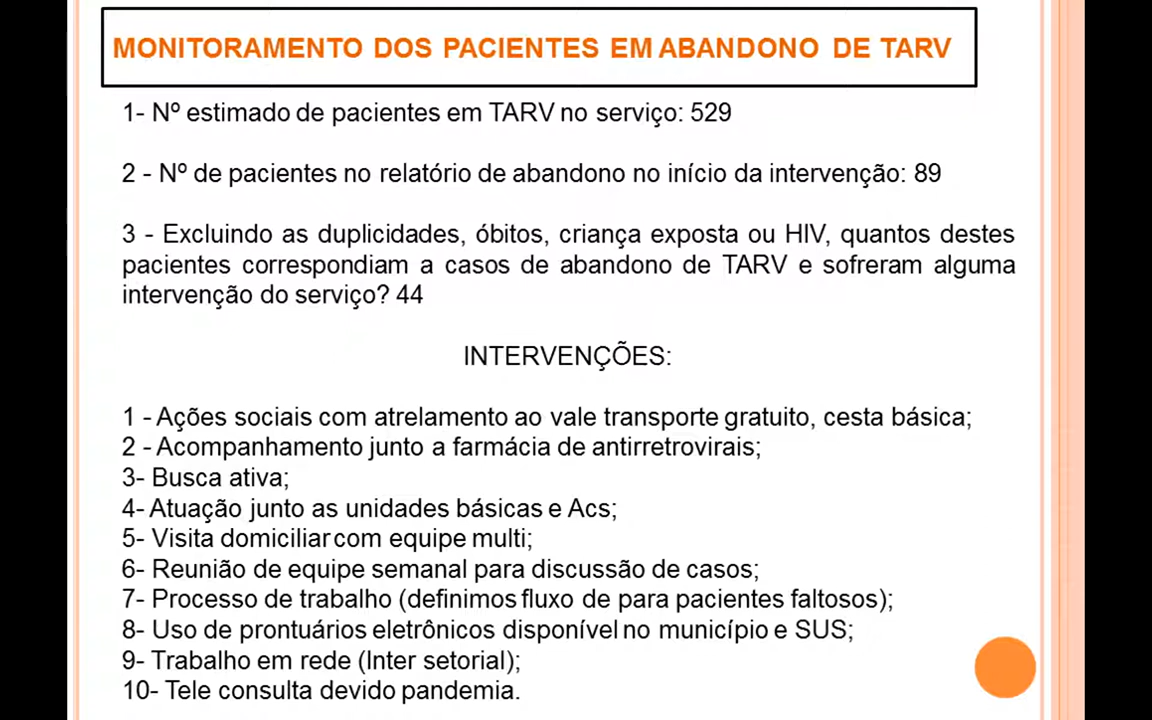 MONITORAMENTO DOS PACIENTES EM ABANDONO DE TARV
1- Nº estimado de pacientes em TARV no serviço: 529
2 - Nº de pacientes no relatório de abandono no início da intervenção: 89
3 - Excluindo as duplicidades, óbitos, criança exposta ou HIV, quantos destes
pacientes correspondiam a casos de abandono de TARV e sofreram alguma
intervenção do serviço? 44
INTERVENÇÕES:
1 - Ações sociais com atrelamento ao vale transporte gratuito, cesta básica;
2 - Acompanhamento junto a farmácia de antirretrovirais;
3- Busca ativa;
4- Atuação junto as unidades básicas e Acs;
5- Visita domiciliar com equipe multi;
6- Reunião de equipe semanal para discussão de casos;
7- Processo de trabalho (definimos fluxo de para pacientes faltosos);
8- Uso de prontuários eletrônicos disponível no município e SUS;
9- Trabalho em rede (Inter setorial);
10- Tele consulta devido pandemia.